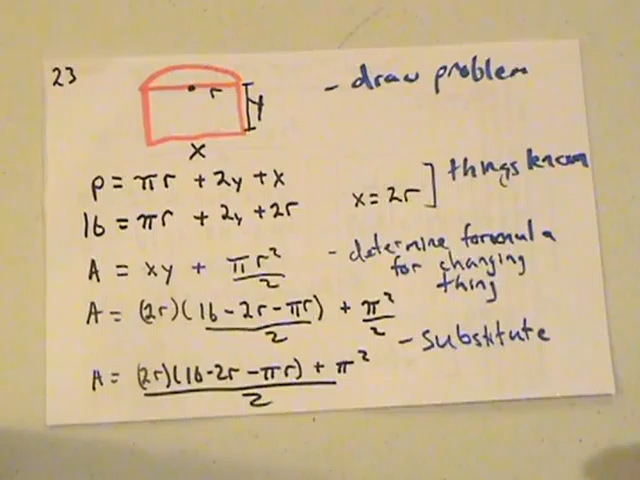 23
- draw problem
r
y
x
P = πr + 2y + x
x = 2r ] things known
16 = πr + 2y + 2r
A = xy + πr²/2
- determine formula
for changing
thing
A = (2r)(16 - 2r - πr)/2 + π²/2
- substitute
A = (2r)(16 - 2r - πr) + π²/2